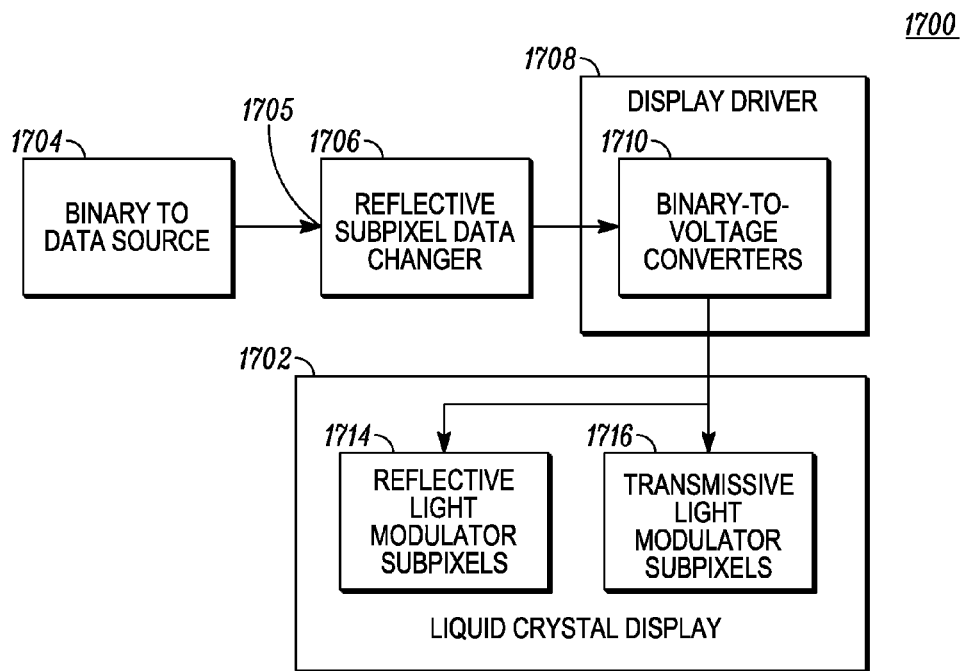 1700
1708
DISPLAY DRIVER
1705
1704
1706
1710
BINARY TO
DATA SOURCE
REFLECTIVE
SUBPIXEL DATA
CHANGER
BINARY-TO-
VOLTAGE
CONVERTERS
1702
1714
1716
REFLECTIVE
LIGHT
MODULATOR
SUBPIXELS
TRANSMISSIVE
LIGHT
MODULATOR
SUBPIXELS
LIQUID CRYSTAL DISPLAY